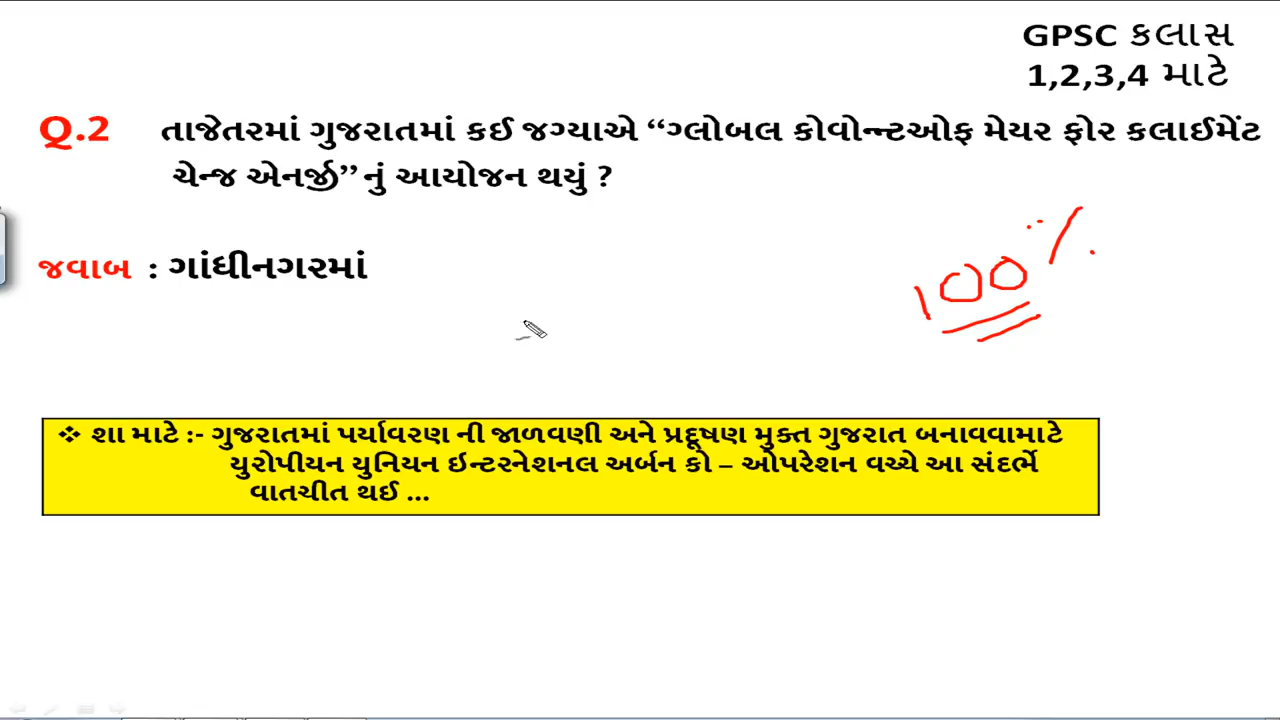 GPSC કલાસ
1,2,3,4 માટે
Q.2 તાજેતરમાં ગુજરાતમાં કઈ જગ્યાએ “ગ્લોબલ કોવોન્ન્ટઓફ મેયર ફોર કલાઈમેંટ
ચેન્જ એનર્જી” નું આયોજન થયું ?
100 %
જવાબ : ગાંધીનગરમાં
❖ શા માટે :- ગુજરાતમાં પર્યાવરણ ની જાળવણી અને પ્રદૂષણ મુક્ત ગુજરાત બનાવવામાટે
યુરોપીયન યુનિયન ઇન્ટરનેશનલ અર્બન કો – ઓપરેશન વચ્ચે આ સંદર્ભે
વાતચીત થઈ ...